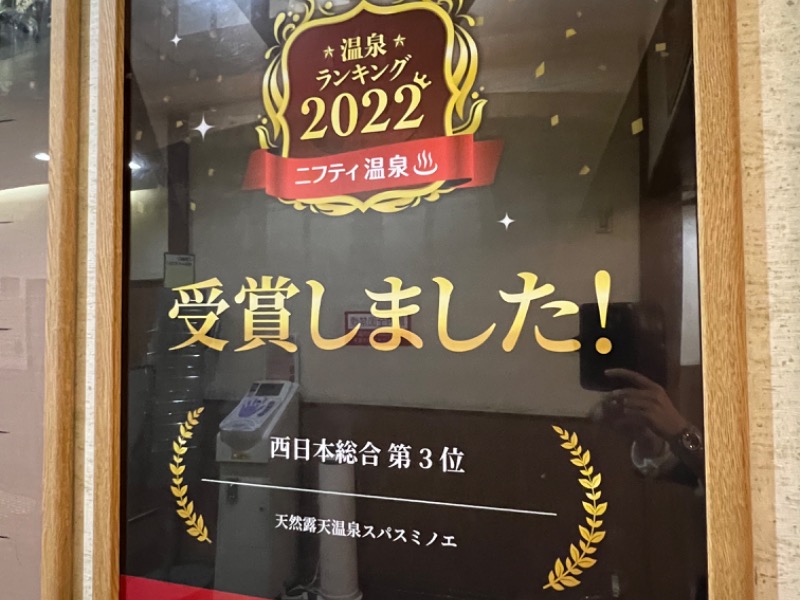 温泉
ランキング
2022
ニフティ温泉
受賞しました!
西日本総合 第3位
天然露天温泉スパスミノエ